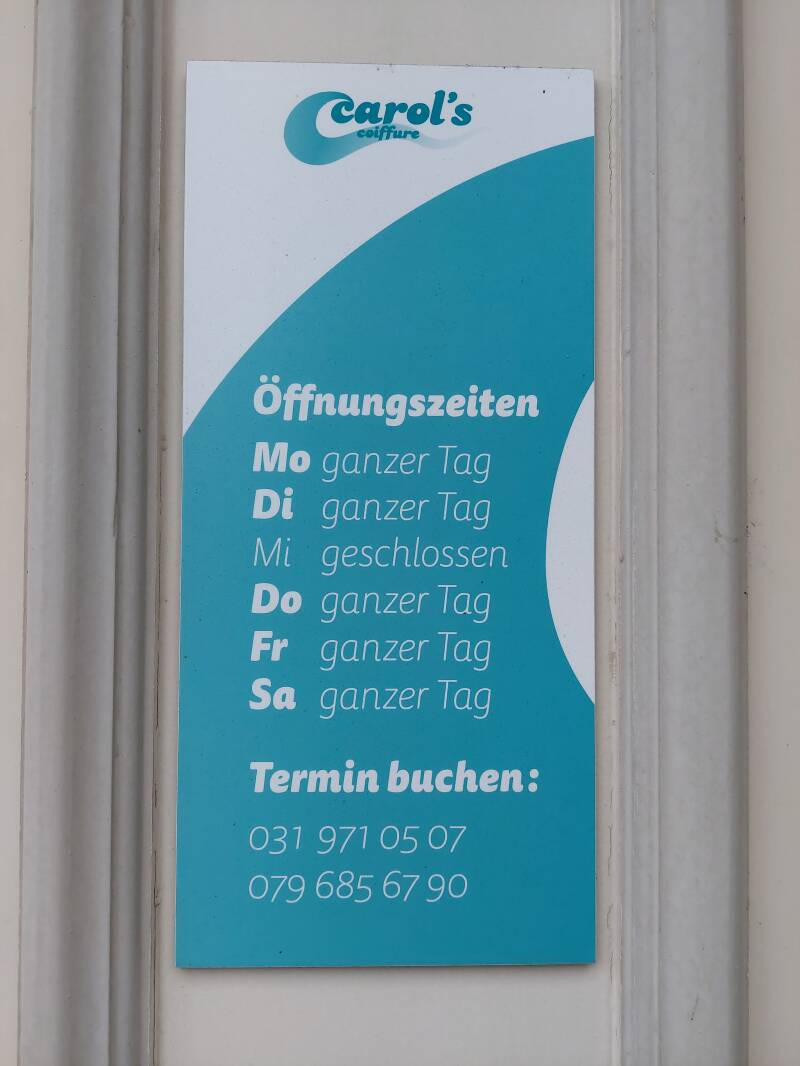 carol's
coiffure
Öffnungszeiten
Mo ganzer Tag
Di ganzer Tag
Mi geschlossen
Do ganzer Tag
Fr ganzer Tag
Sa ganzer Tag
Termin buchen:
031 971 05 07
079 685 67 90